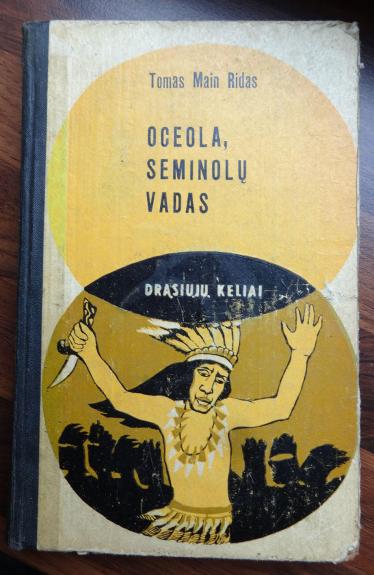 Tomas Main Ridas
OCEOLA,
SEMINOLŲ
VADAS
DRĄSIŲJŲ KELIAI